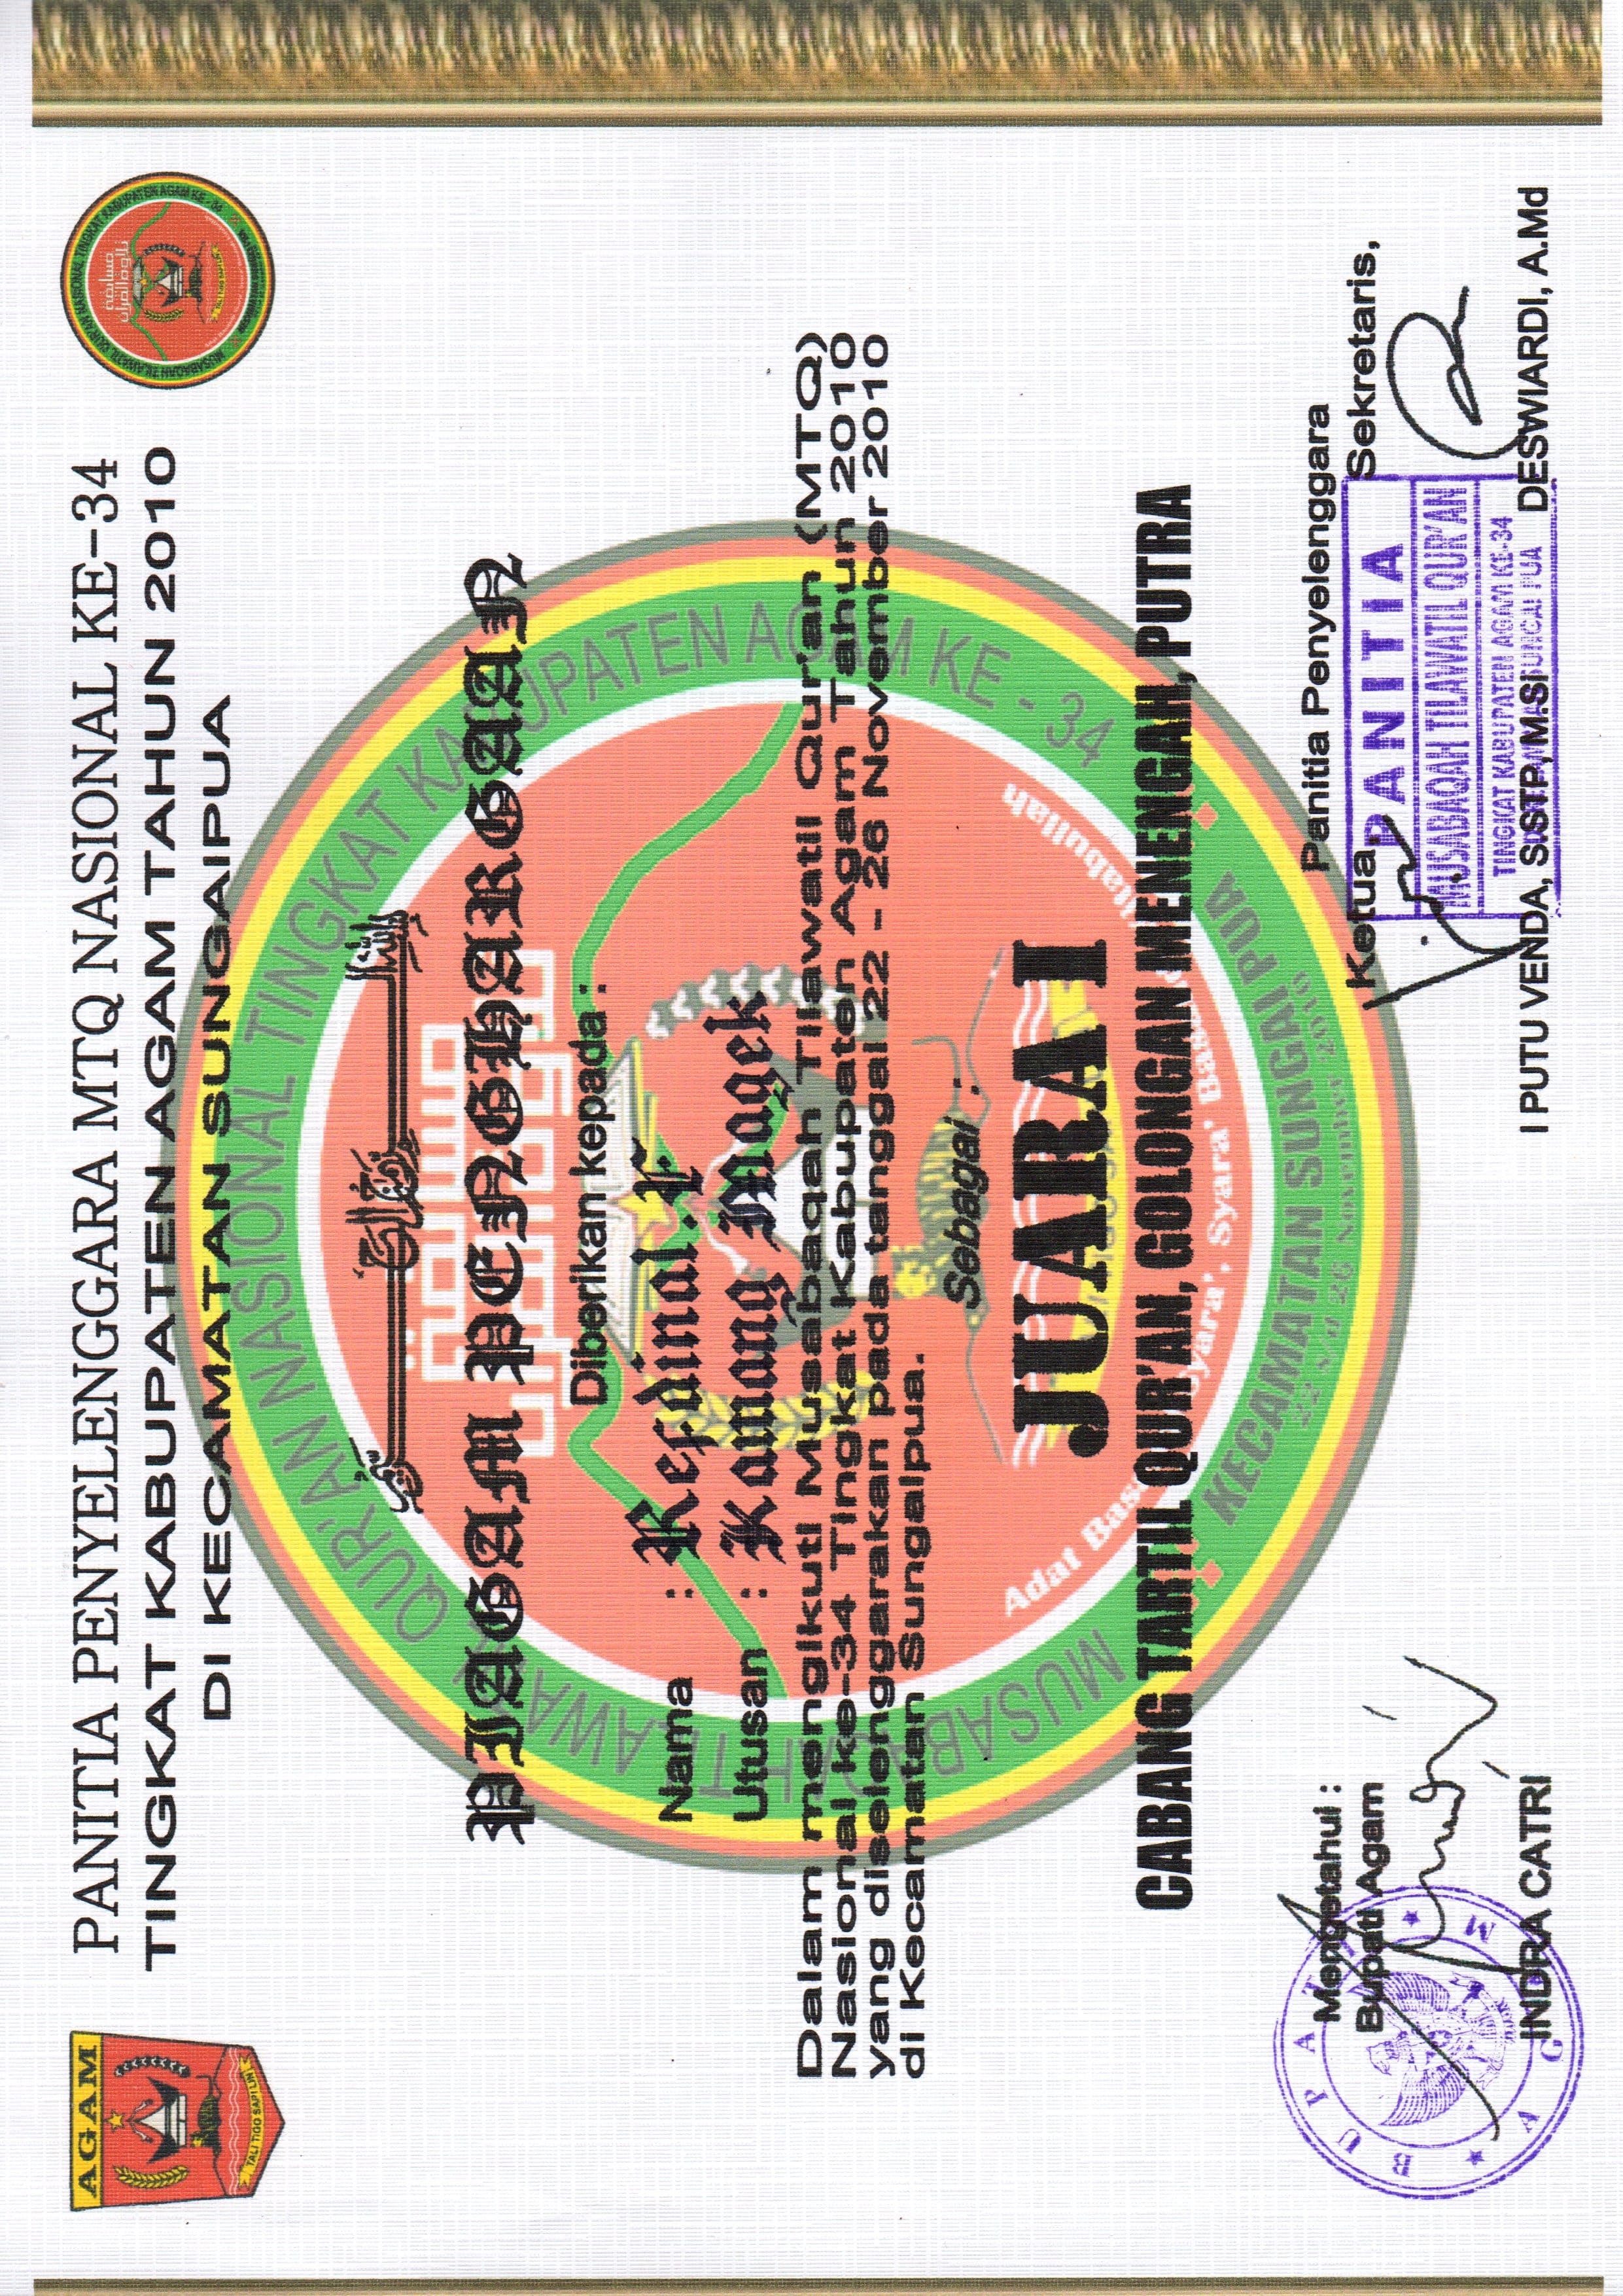 AGAM
TALI TIGO SAPILIN
PANITIA PENYELENGGARA MTQ NASIONAL KE-34
TINGKAT KABUPATEN AGAM TAHUN 2010
DI KECAMATAN SUNGAIPUA
MUSABAQAH TILAWATIL QUR'AN NASIONAL TINGKAT KABUPATEN AGAM KE - 34
بسم الله الرحمن الرحيم
مسابقة
تلاوة القران
PIAGAM PENGHARGAAN
Diberikan kepada :
Nama : Refdinal.F
Utusan : Kamang Magek
Dalam mengikuti Musabaqah Tilawatil Qur'an (MTQ)
Nasional ke-34 Tingkat Kabupaten Agam Tahun 2010
yang diselenggarakan pada tanggal 22 - 26 November 2010
di Kecamatan Sungaipua.
Sebagai :
JUARA I
CABANG TARTIL QUR'AN, GOLONGAN MENENGAH, PUTRA
Adat Syara', Syara'
KECAMATAN SUNGAI PUA
22 s/d 26 November 2010
Mengetahui :
Bupati Agam
BUPATI
AGAM
INDRA CATRI
Panitia Penyelenggara
Ketua, Sekretaris,
PANITIA
MUSABAQAH TILAWATIL QUR'AN
TINGKAT KABUPATEN AGAM KE-34
DI KECAMATAN SUNGAI PUA
I PUTU VENDA, S.STP, M.Si DESWIARDI, A.Md